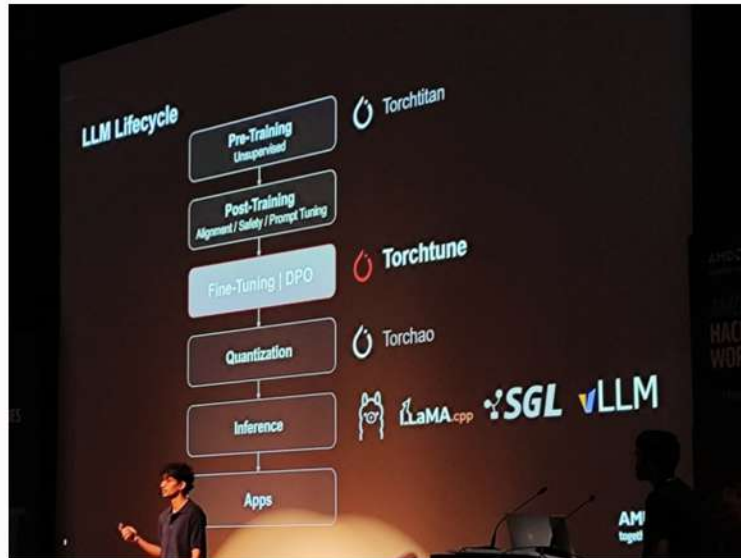 LLM Lifecycle
Pre-Training
Unsupervised
Torchtitan
Post-Training
Alignment / Safety / Prompt Tuning
Fine-Tuning | DPO
Torchtune
Quantization
Torchao
Inference
LLaMA.cpp
SGL
vLLM
Apps